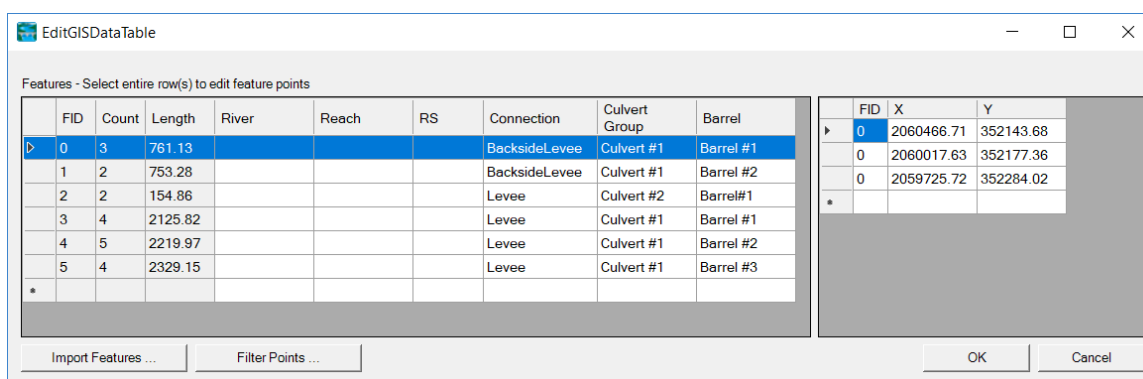 EditGISDataTable
Features - Select entire row(s) to edit feature points
FID Count Length River Reach RS Connection Culvert Group Barrel
0 3 761.13 BacksideLevee Culvert #1 Barrel #1
1 2 753.28 BacksideLevee Culvert #1 Barrel #2
2 2 154.86 Levee Culvert #2 Barrel#1
3 4 2125.82 Levee Culvert #1 Barrel #1
4 5 2219.97 Levee Culvert #1 Barrel #2
5 4 2329.15 Levee Culvert #1 Barrel #3
*
FID X Y
0 2060466.71 352143.68
0 2060017.63 352177.36
0 2059725.72 352284.02
*
Import Features ... Filter Points ... OK Cancel